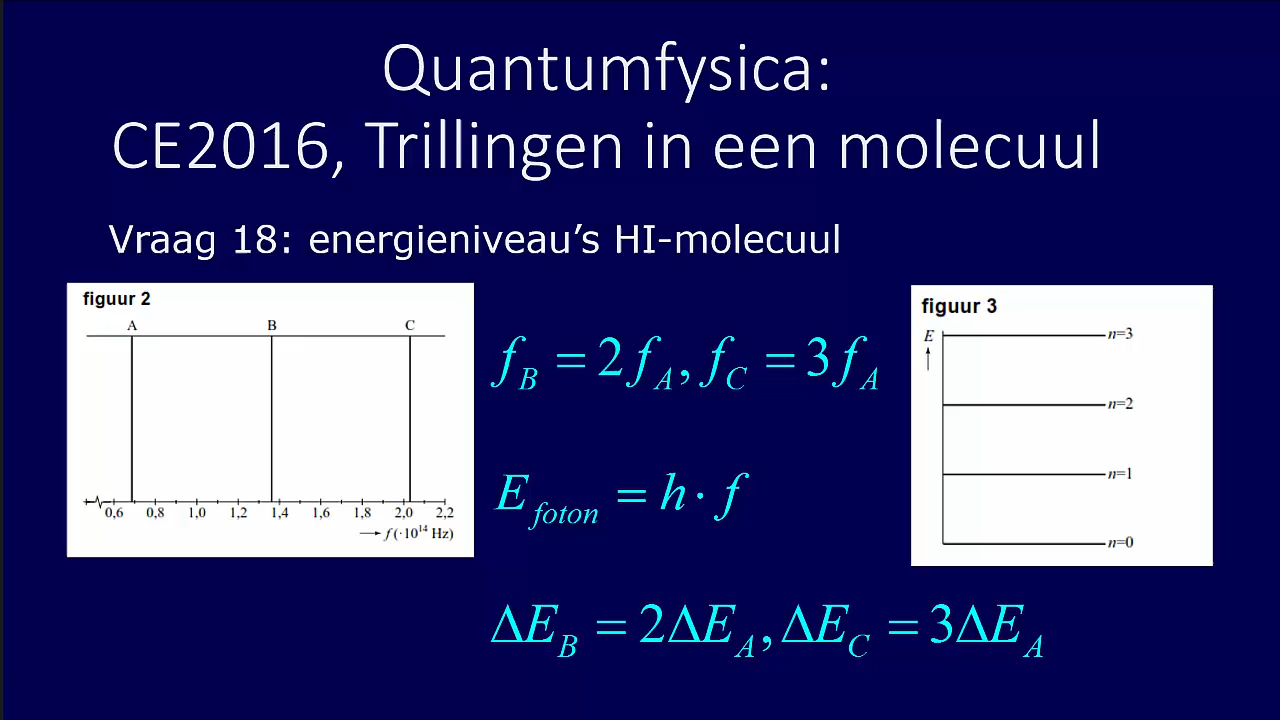 Quantumfysica:
CE2016, Trillingen in een molecuul
Vraag 18: energieniveau’s HI-molecuul
figuur 2
A B C
0,6 0,8 1,0 1,2 1,4 1,6 1,8 2,0 2,2
f (·10¹⁴ Hz)
f_B = 2f_A, f_C = 3f_A
E_foton = h · f
ΔE_B = 2ΔE_A, ΔE_C = 3ΔE_A
figuur 3
E
n=3
n=2
n=1
n=0